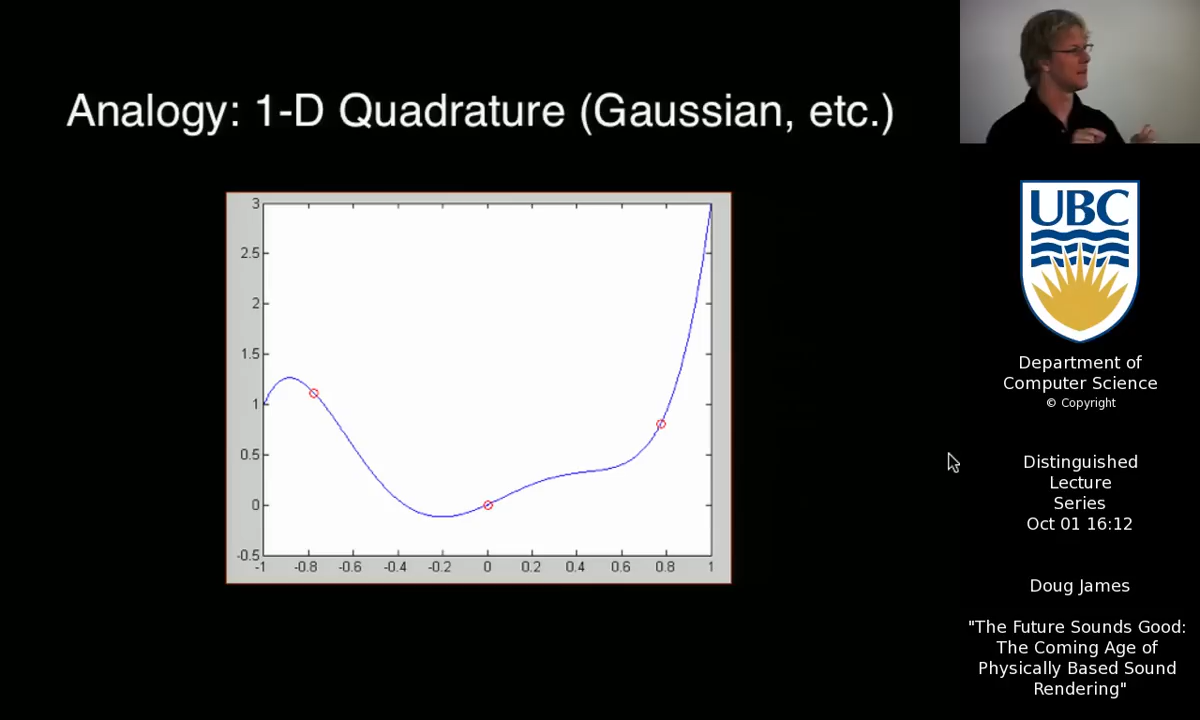 Analogy: 1-D Quadrature (Gaussian, etc.)
3
2.5
2
1.5
1
0.5
0
-0.5
-1 -0.8 -0.6 -0.4 -0.2 0 0.2 0.4 0.6 0.8 1
UBC
Department of
Computer Science
© Copyright
Distinguished
Lecture
Series
Oct 01 16:12
Doug James
"The Future Sounds Good:
The Coming Age of
Physically Based Sound
Rendering"